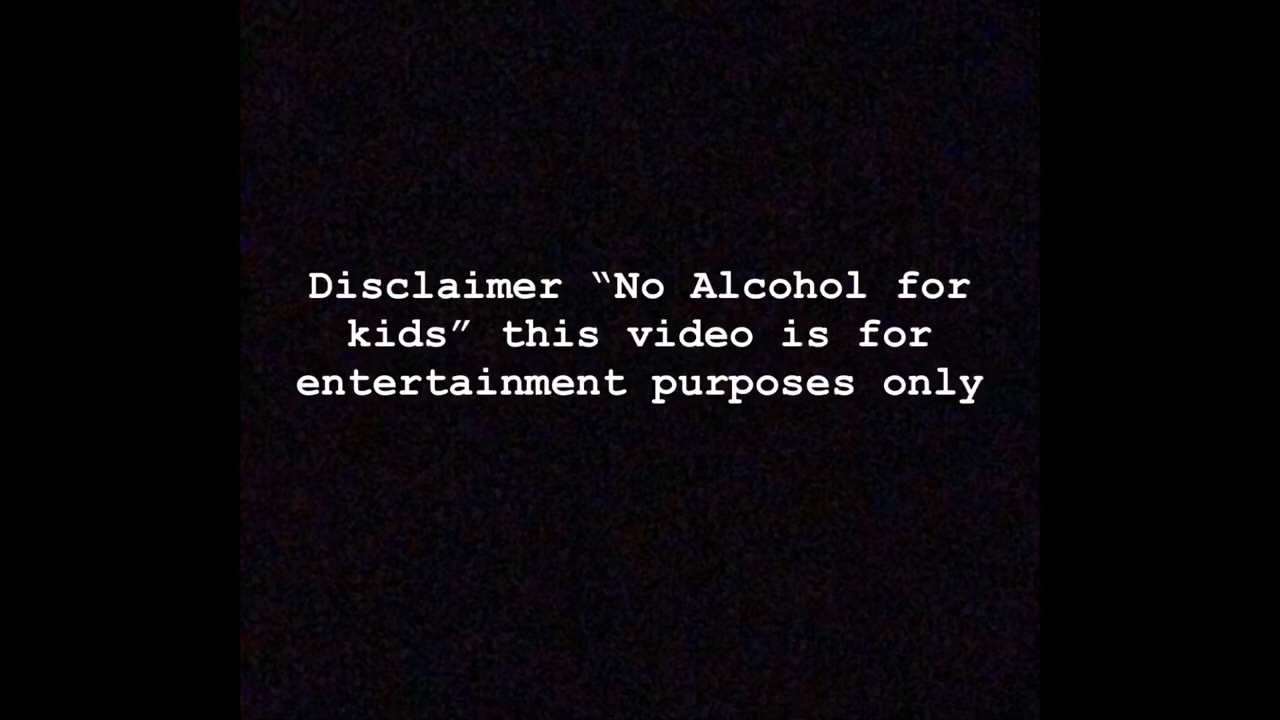 Disclaimer “No Alcohol for
kids” this video is for
entertainment purposes only